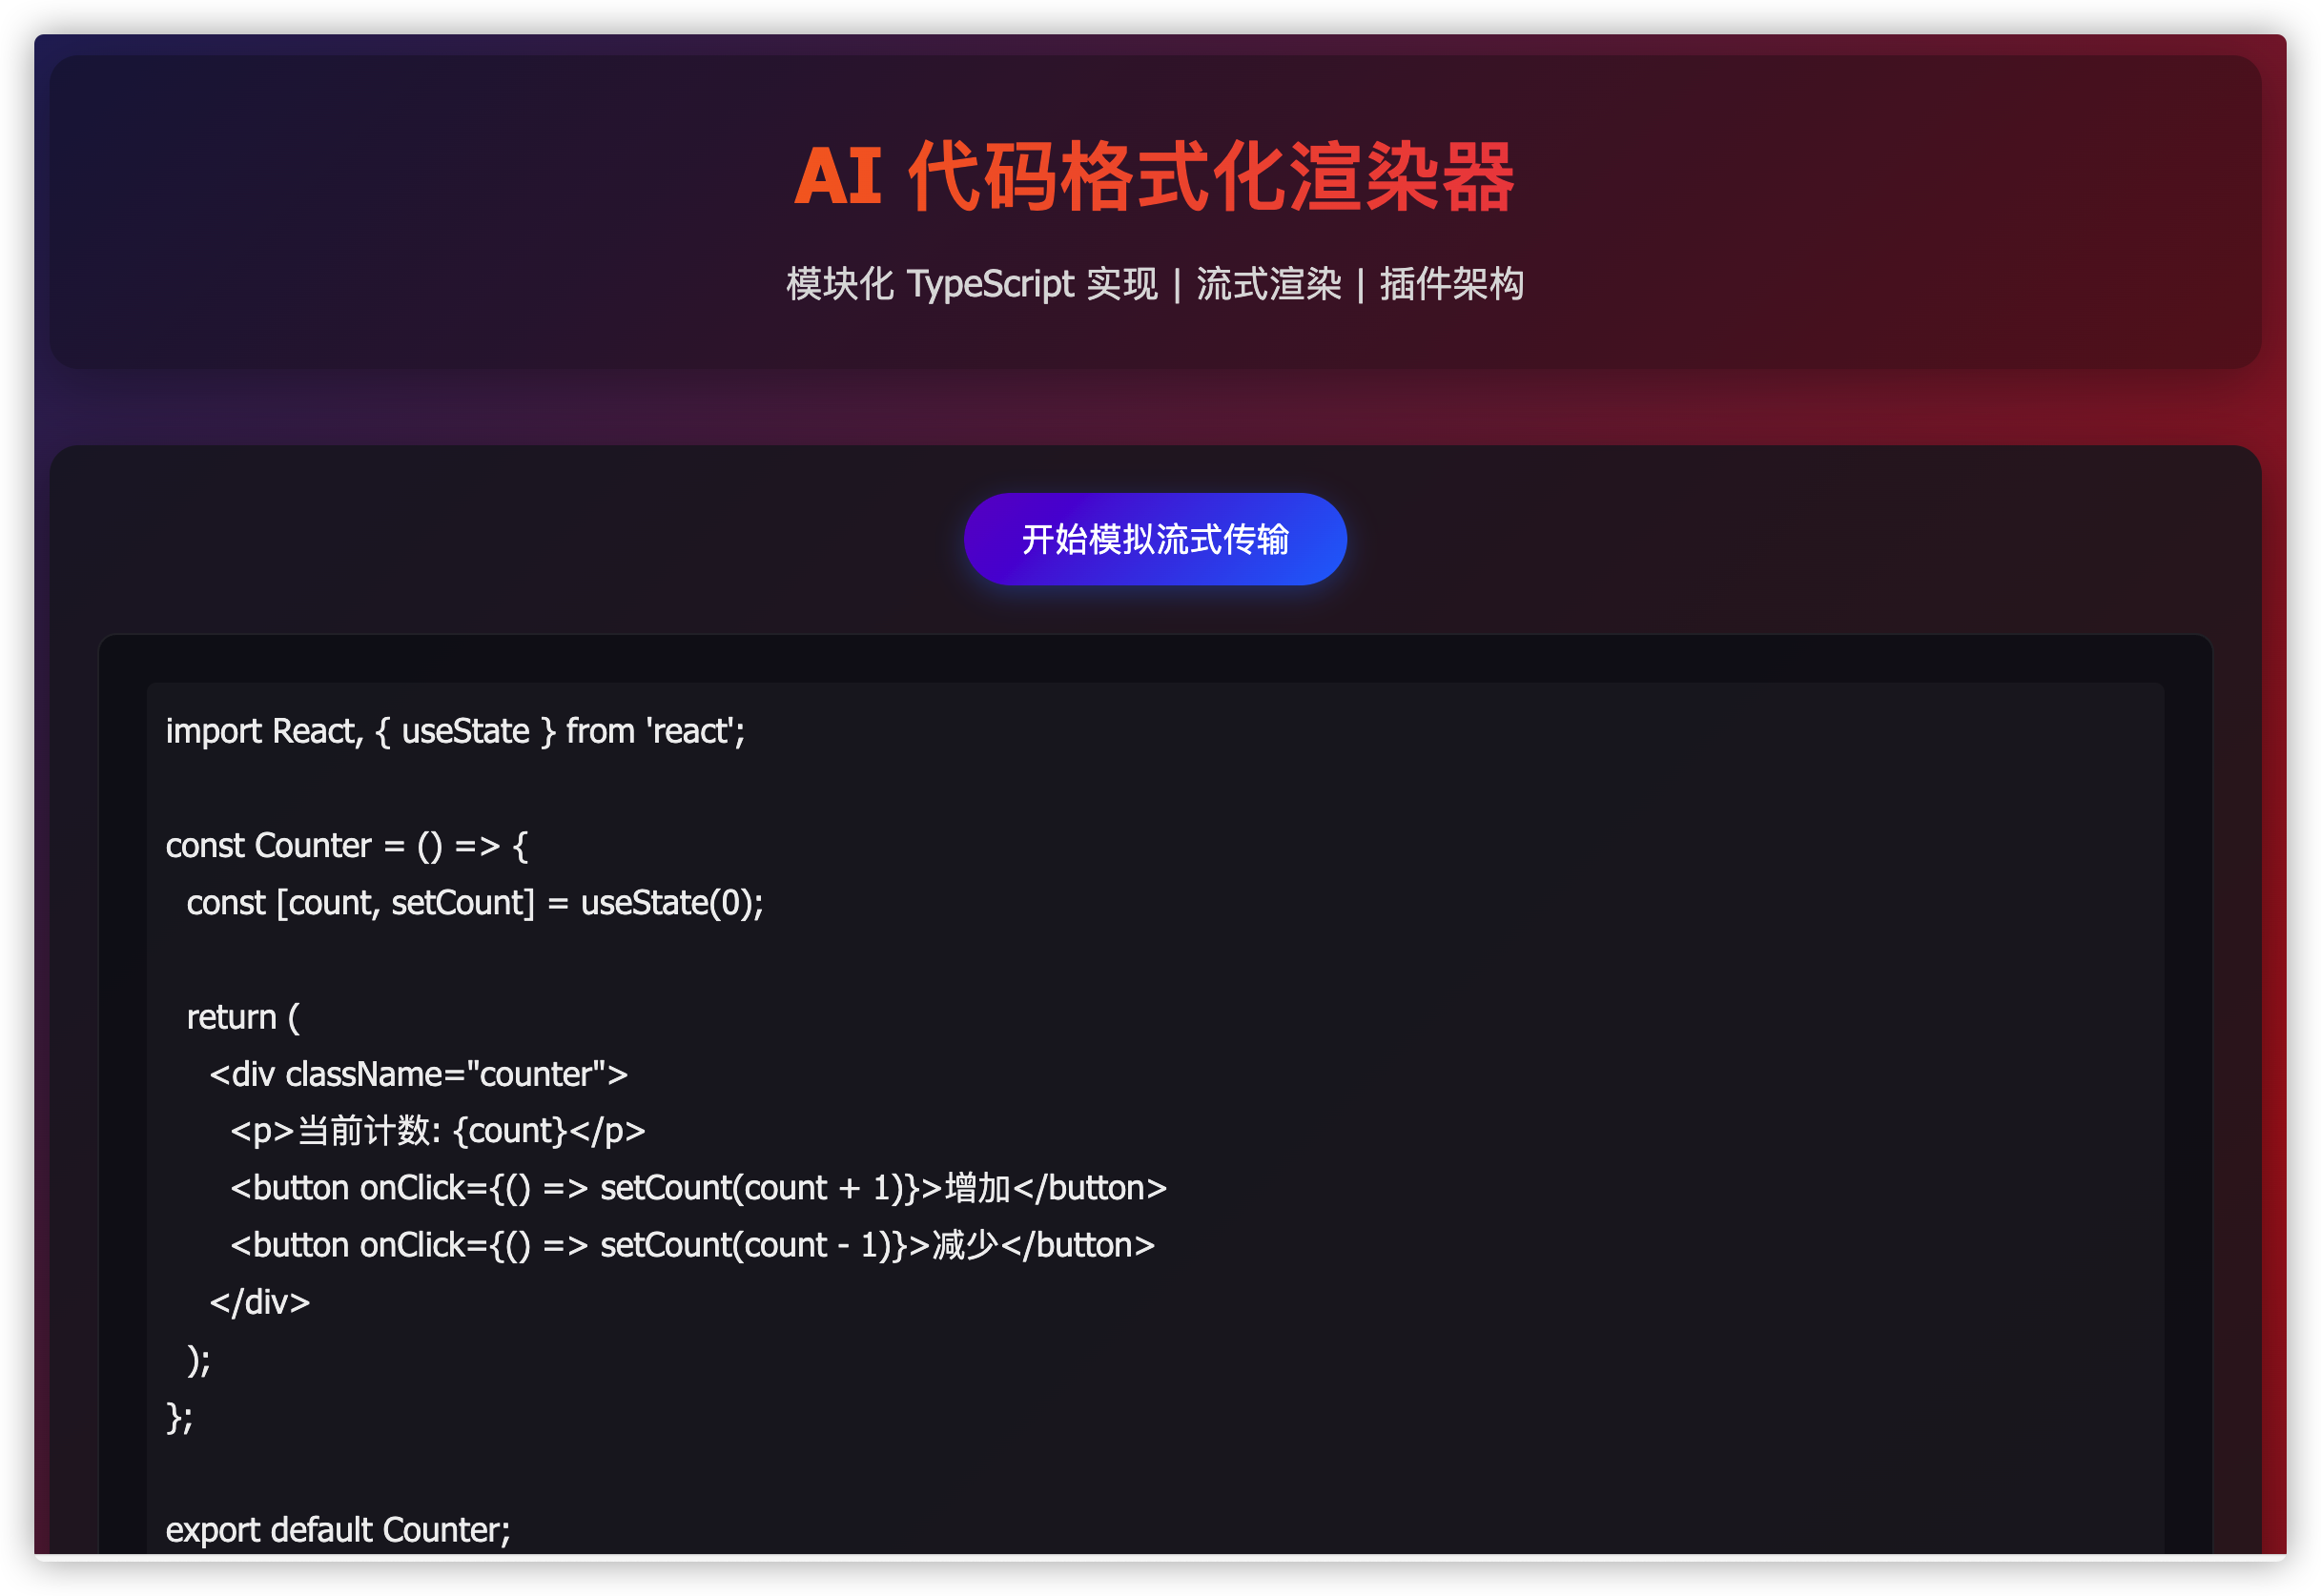 AI 代码格式化渲染器
模块化 TypeScript 实现 | 流式渲染 | 插件架构
开始模拟流式传输
import React, { useState } from 'react';
const Counter = () => {
  const [count, setCount] = useState(0);
  return (
    <div className="counter">
      <p>当前计数: {count}</p>
      <button onClick={() => setCount(count + 1)}>增加</button>
      <button onClick={() => setCount(count - 1)}>减少</button>
    </div>
  );
};
export default Counter;